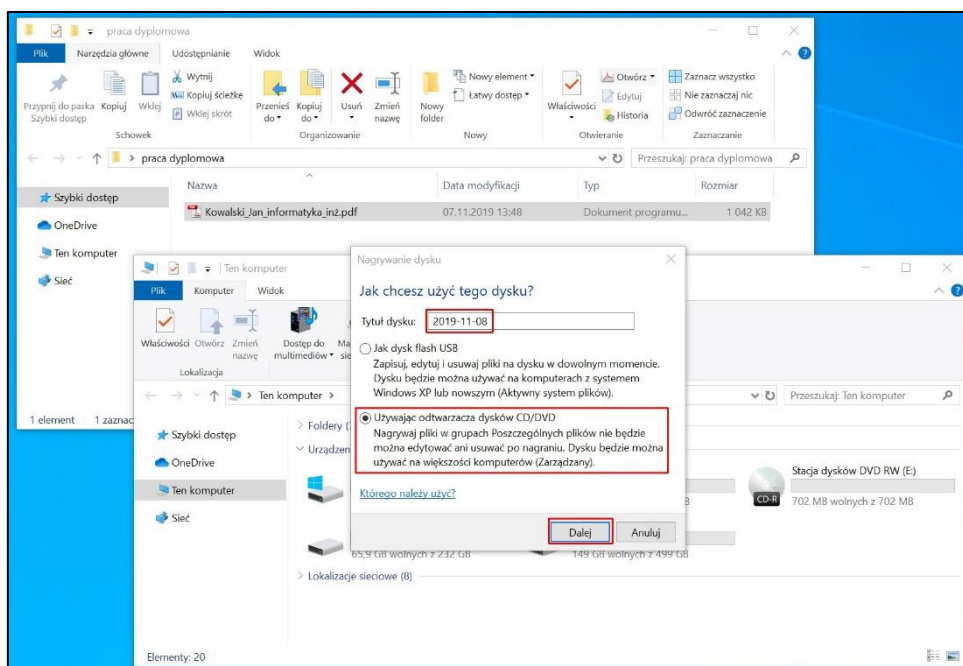 praca dyplomowa
Plik Narzędzia główne Udostępnianie Widok
Przypnij do paska Szybki dostęp
Kopiuj
Wklej
Wytnij
Kopiuj ścieżkę
Wklej skrót
Przenieś do
Kopiuj do
Usuń
Zmień nazwę
Nowy folder
Nowy element
Łatwy dostęp
Właściwości
Otwórz
Edytuj
Historia
Zaznacz wszystko
Nie zaznaczaj nic
Odwróć zaznaczenie
Schowek Organizowanie Nowy Otwieranie Zaznaczanie
praca dyplomowa
Przeszukaj: praca dyplomowa
Nazwa Data modyfikacji Typ Rozmiar
Kowalski_Jan_informatyka_inż.pdf 07.11.2019 13:48 Dokument programu... 1 042 KB
Szybki dostęp
OneDrive
Ten komputer
Sieć
1 element 1 zaznac
Ten komputer
Plik Komputer Widok
Właściwości
Otwórz
Zmień nazwę
Dostęp do multimediów
Ma
sie
Lokalizacja
Ten komputer
Przeszukaj: Ten komputer
Szybki dostęp
OneDrive
Ten komputer
Sieć
Foldery (
Urządzen
65,9 GB wolnych z 232 GB
149 GB wolnych z 499 GB
B
CD-R
Stacja dysków DVD RW (E:)
702 MB wolnych z 702 MB
Lokalizacje sieciowe (8)
Elementy: 20
Nagrywanie dysku
Jak chcesz użyć tego dysku?
Tytuł dysku: 2019-11-08
Jak dysk flash USB
Zapisuj, edytuj i usuwaj pliki na dysku w dowolnym momencie.
Dysku będzie można używać na komputerach z systemem
Windows XP lub nowszym (Aktywny system plików).
Używając odtwarzacza dysków CD/DVD
Nagrywaj pliki w grupach Poszczególnych plików nie będzie
można edytować ani usuwać po nagraniu. Dysku będzie można
używać na większości komputerów (Zarządzany).
Którego należy użyć?
Dalej Anuluj